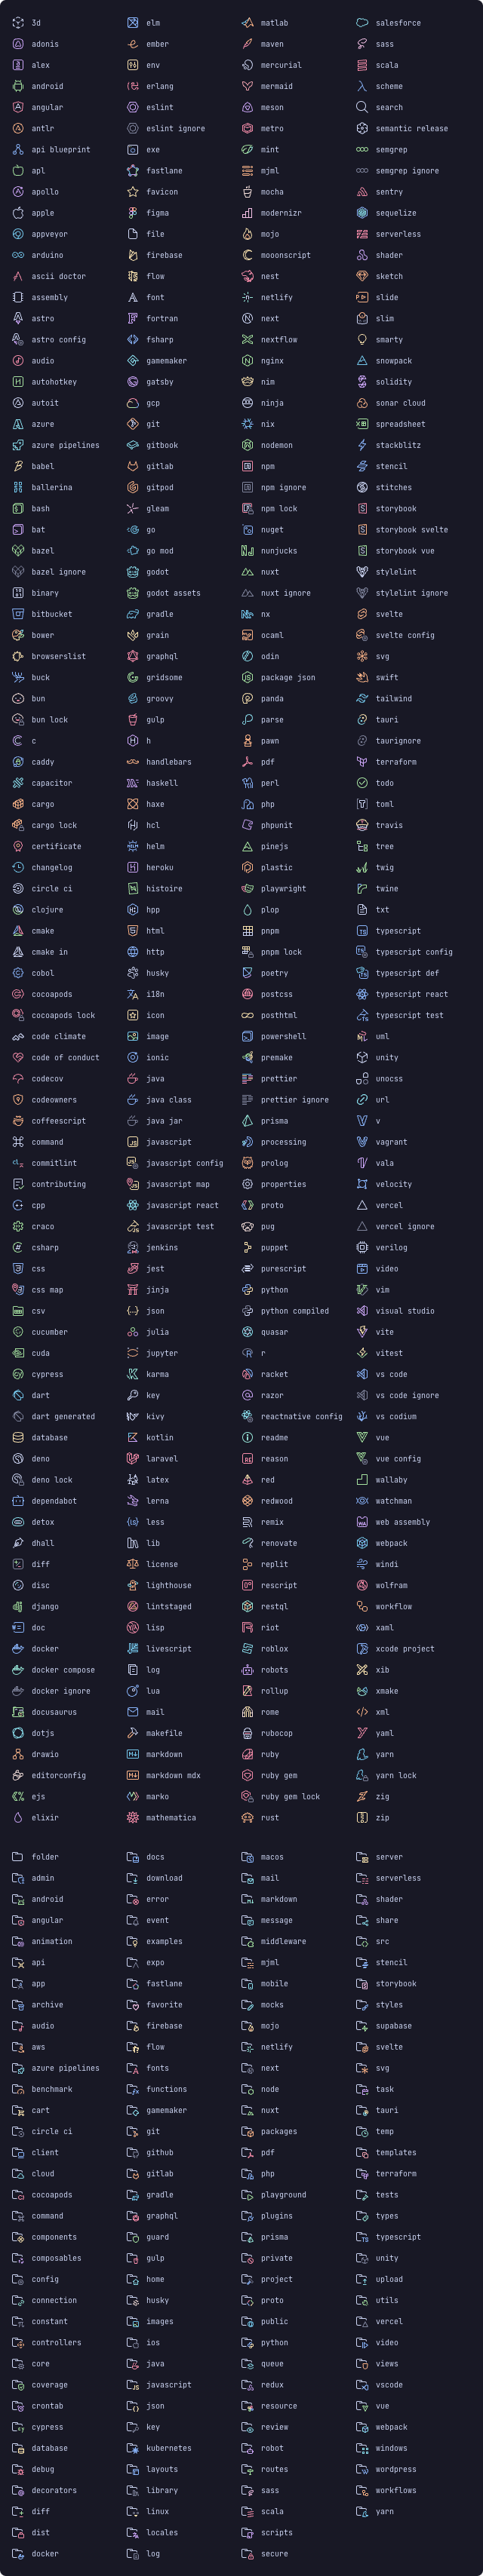 3d
adonis
alex
android
angular
antlr
api blueprint
apl
apollo
apple
appveyor
arduino
ascii doctor
assembly
astro
astro config
audio
autohotkey
autoit
azure
azure pipelines
babel
ballerina
bash
bat
bazel
bazel ignore
binary
bitbucket
bower
browserslist
buck
bun
bun lock
c
caddy
capacitor
cargo
cargo lock
certificate
changelog
circle ci
clojure
cmake
cmake in
cobol
cocoapods
cocoapods lock
code climate
code of conduct
codecov
codeowners
coffeescript
command
commitlint
contributing
cpp
craco
csharp
css
css map
csv
cucumber
cuda
cypress
dart
dart generated
database
deno
deno lock
dependabot
detox
dhall
diff
disc
django
doc
docker
docker compose
docker ignore
docusaurus
dotjs
drawio
editorconfig
ejs
elixir
elm
ember
env
erlang
eslint
eslint ignore
exe
fastlane
favicon
figma
file
firebase
flow
font
fortran
fsharp
gamemaker
gatsby
gcp
git
gitbook
gitlab
gitpod
gleam
go
go mod
godot
godot assets
gradle
grain
graphql
gridsome
groovy
gulp
h
handlebars
haskell
haxe
hcl
helm
heroku
histoire
hpp
html
http
husky
i18n
icon
image
ionic
java
java class
java jar
javascript
javascript config
javascript map
javascript react
javascript test
jenkins
jest
jinja
json
julia
jupyter
karma
key
kivy
kotlin
laravel
latex
lerna
less
lib
license
lighthouse
lintstaged
lisp
livescript
log
lua
mail
makefile
markdown
markdown mdx
marko
mathematica
matlab
maven
mercurial
mermaid
meson
metro
mint
mjml
mocha
modernizr
mojo
mooonscript
nest
netlify
next
nextflow
nginx
nim
ninja
nix
nodemon
npm
npm ignore
npm lock
nuget
nunjucks
nuxt
nuxt ignore
nx
ocaml
odin
package json
panda
parse
pawn
pdf
perl
php
phpunit
pinejs
plastic
playwright
plop
pnpm
pnpm lock
poetry
postcss
posthtml
powershell
premake
prettier
prettier ignore
prisma
processing
prolog
properties
proto
pug
puppet
purescript
python
python compiled
quasar
r
racket
razor
reactnative config
readme
reason
red
redwood
remix
renovate
replit
rescript
restql
riot
roblox
robots
rollup
rome
rubocop
ruby
ruby gem
ruby gem lock
rust
salesforce
sass
scala
scheme
search
semantic release
semgrep
semgrep ignore
sentry
sequelize
serverless
shader
sketch
slide
slim
smarty
snowpack
solidity
sonar cloud
spreadsheet
stackblitz
stencil
stitches
storybook
storybook svelte
storybook vue
stylelint
stylelint ignore
svelte
svelte config
svg
swift
tailwind
tauri
taurignore
terraform
todo
toml
travis
tree
twig
twine
txt
typescript
typescript config
typescript def
typescript react
typescript test
uml
unity
unocss
url
v
vagrant
vala
velocity
vercel
vercel ignore
verilog
video
vim
visual studio
vite
vitest
vs code
vs code ignore
vs codium
vue
vue config
wallaby
watchman
web assembly
webpack
windi
wolfram
workflow
xaml
xcode project
xib
xmake
xml
yaml
yarn
yarn lock
zig
zip
folder
admin
android
angular
animation
api
app
archive
audio
aws
azure pipelines
benchmark
cart
circle ci
client
cloud
cocoapods
command
components
composables
config
connection
constant
controllers
core
coverage
crontab
cypress
database
debug
decorators
diff
dist
docker
docs
download
error
event
examples
expo
fastlane
favorite
firebase
flow
fonts
functions
gamemaker
git
github
gitlab
gradle
graphql
guard
gulp
home
husky
images
ios
java
javascript
json
key
kubernetes
layouts
library
linux
locales
log
macos
mail
markdown
message
middleware
mjml
mobile
mocks
mojo
netlify
next
node
nuxt
packages
pdf
php
playground
plugins
prisma
private
project
proto
public
python
queue
redux
resource
review
robot
routes
sass
scala
scripts
secure
server
serverless
shader
share
src
stencil
storybook
styles
supabase
svelte
svg
task
tauri
temp
templates
terraform
tests
types
typescript
unity
upload
utils
vercel
video
views
vscode
vue
webpack
windows
wordpress
workflows
yarn